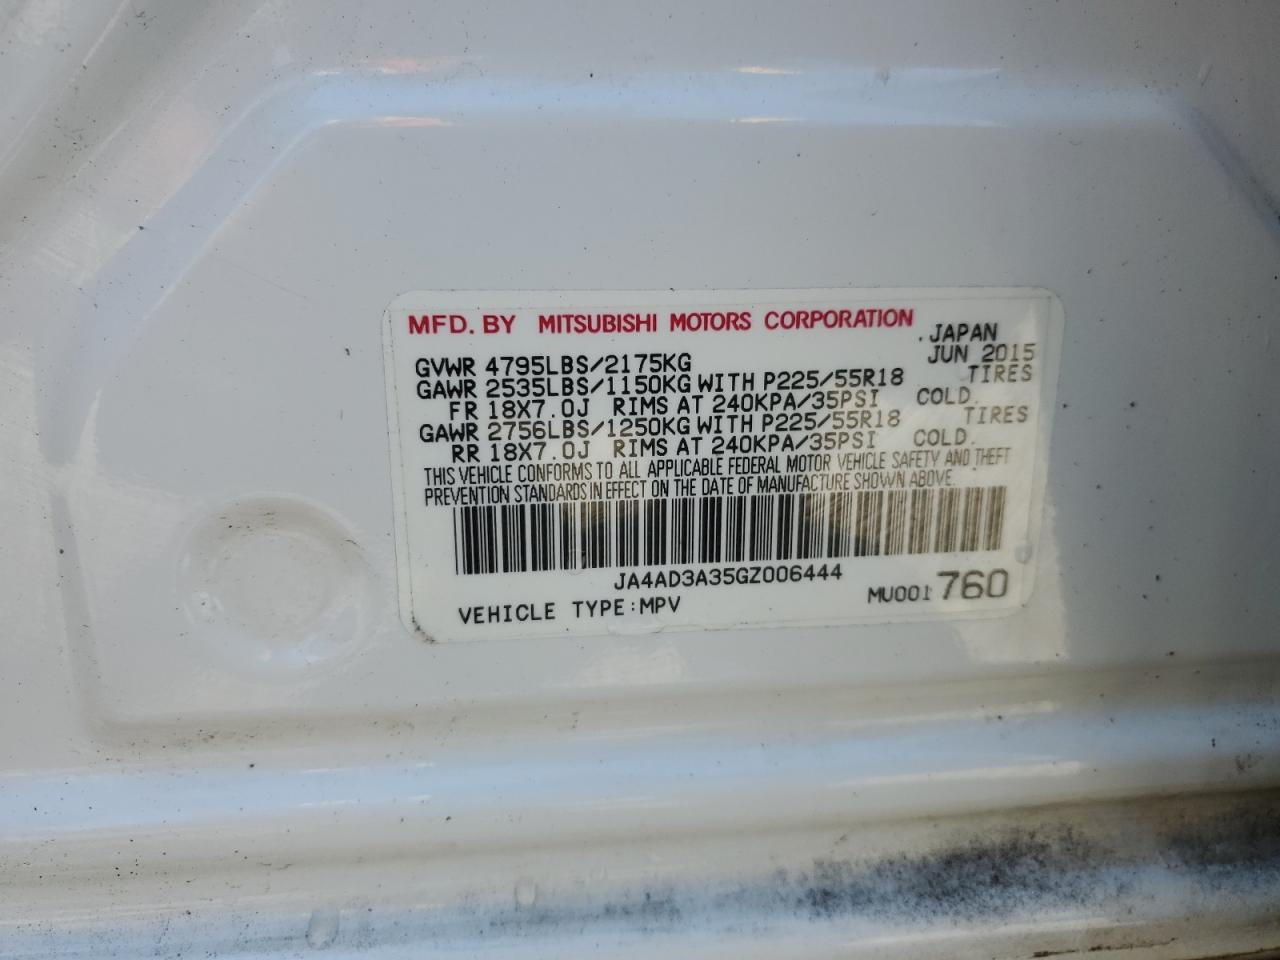 MFD. BY MITSUBISHI MOTORS CORPORATION
.JAPAN
GVWR 4795LBS/2175KG JUN 2015
GAWR 2535LBS/1150KG WITH P225/55R18 TIRES
FR 18X7.0J RIMS AT 240KPA/35PSI COLD.
GAWR 2756LBS/1250KG WITH P225/55R18 TIRES
RR 18X7.0J RIMS AT 240KPA/35PSI COLD.
THIS VEHICLE CONFORMS TO ALL APPLICABLE FEDERAL MOTOR VEHICLE SAFETY AND THEFT
PREVENTION STANDARDS IN EFFECT ON THE DATE OF MANUFACTURE SHOWN ABOVE.
JA4AD3A35GZ006444
VEHICLE TYPE:MPV MU001760